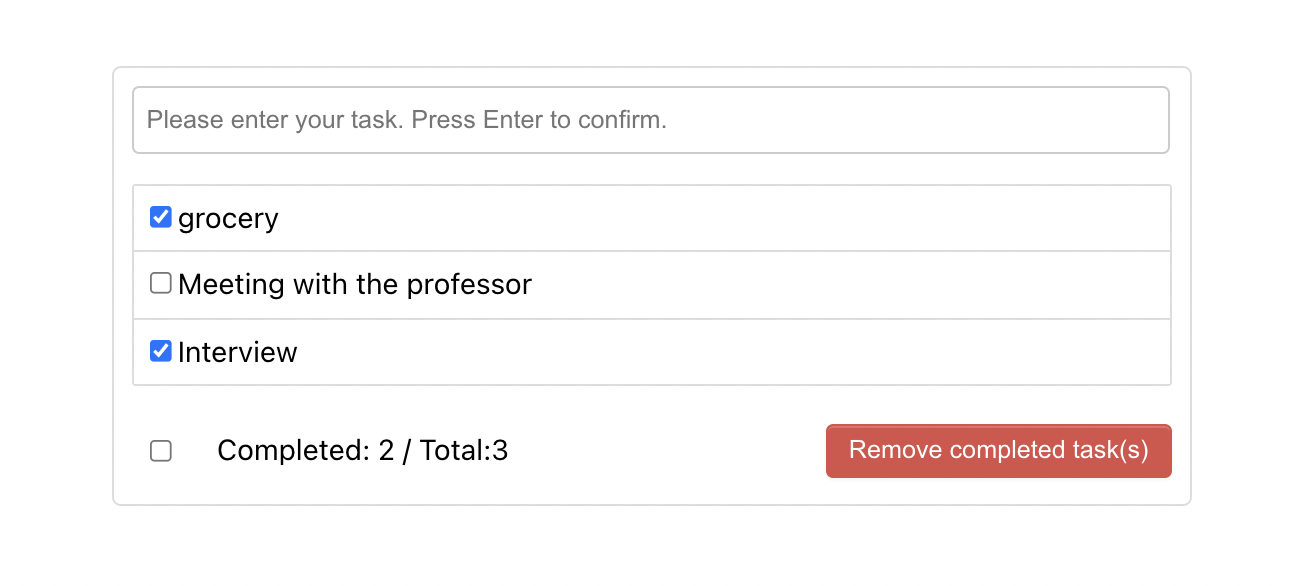 Please enter your task. Press Enter to confirm.
grocery
Meeting with the professor
Interview
Completed: 2 / Total:3
Remove completed task(s)